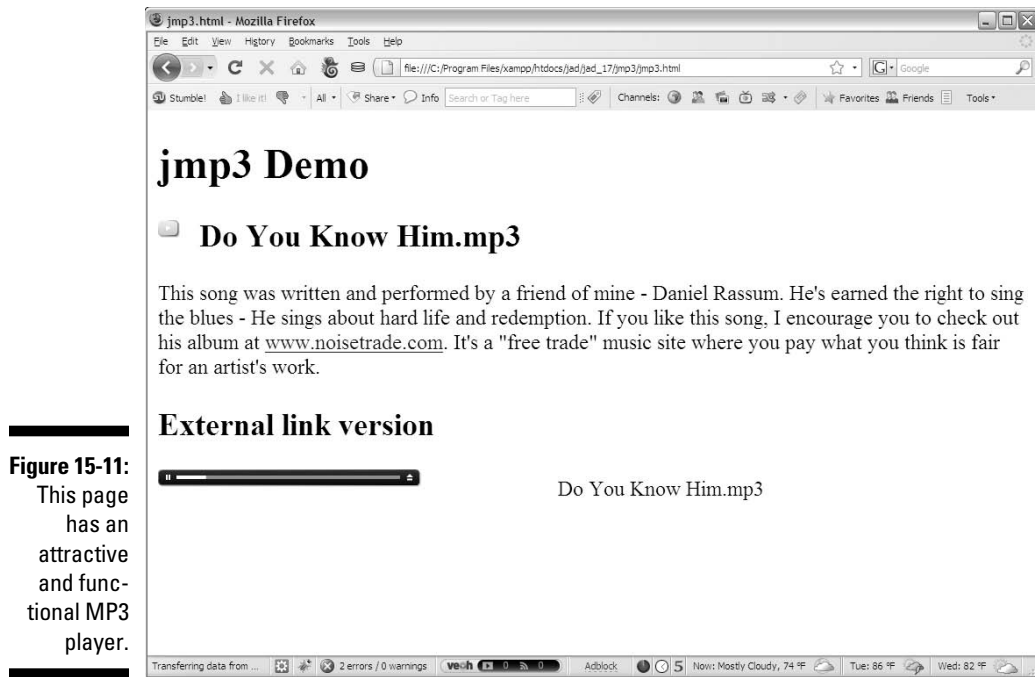 jmp3.html - Mozilla Firefox
File Edit View History Bookmarks Tools Help
file:///C:/Program Files/xampp/htdocs/jad/jad_17/jmp3/jmp3.html
G Google
Stumble! I like it! All Share Info Search or Tag here Channels: Favorites Friends Tools
jmp3 Demo
Do You Know Him.mp3
This song was written and performed by a friend of mine - Daniel Rassum. He's earned the right to sing
the blues - He sings about hard life and redemption. If you like this song, I encourage you to check out
his album at www.noisetrade.com. It's a "free trade" music site where you pay what you think is fair
for an artist's work.
External link version
Do You Know Him.mp3
Figure 15-11:
This page
has an
attractive
and func-
tional MP3
player.
Transferring data from ... 2 errors / 0 warnings veoh 0 0 Adblock 5 Now: Mostly Cloudy, 74 °F Tue: 86 °F Wed: 82 °F